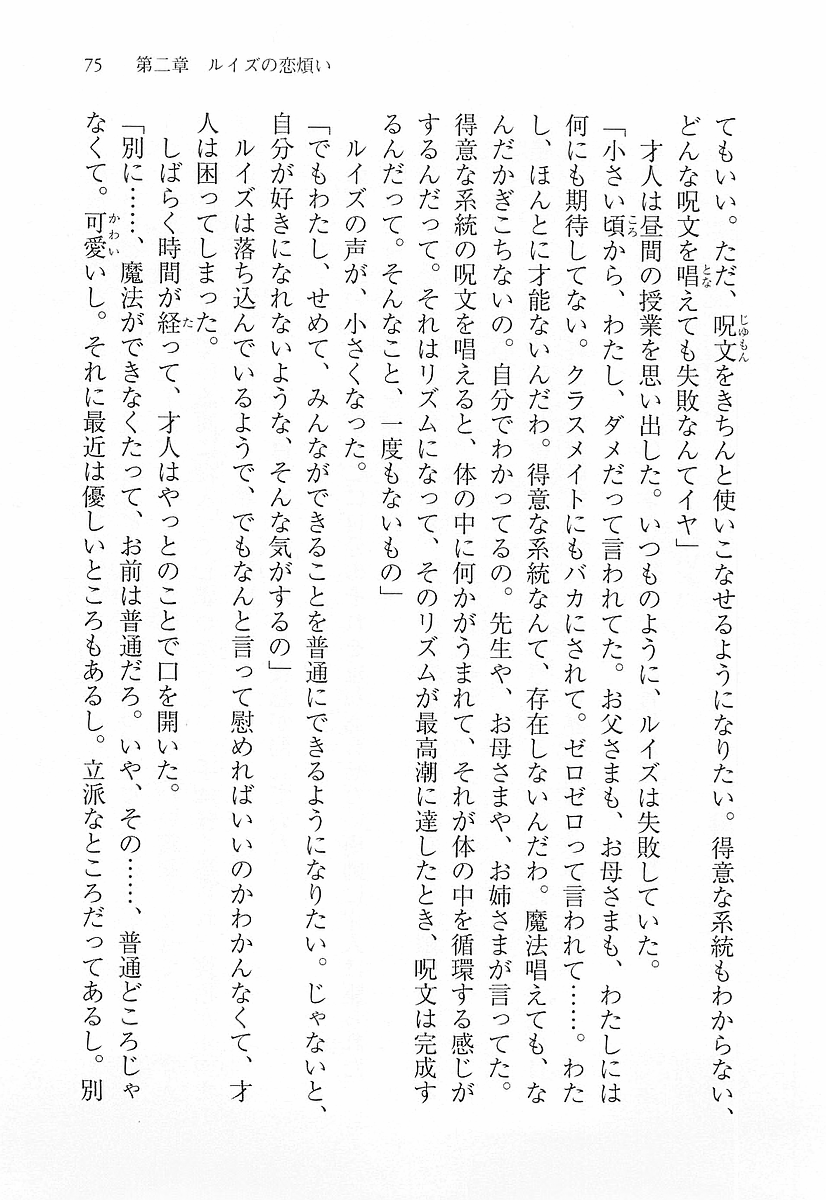 75　第二章　ルイズの恋煩い
てもいい。ただ、呪文をきちんと使いこなせるようになりたい。得意な系統もわからない、
どんな呪文を唱えても失敗なんてイヤ」
　才人は昼間の授業を思い出した。いつものように、ルイズは失敗していた。
「小さい頃から、わたし、ダメだって言われてた。お父さまも、お母さまも、わたしには
何にも期待してない。クラスメイトにもバカにされて。ゼロゼロって言われて……。わた
し、ほんとに才能ないんだわ。得意な系統なんて、存在しないんだわ。魔法唱えても、な
んだかぎこちないの。自分でわかってるの。先生や、お母さまや、お姉さまが言ってた。
得意な系統の呪文を唱えると、体の中に何かがうまれて、それが体の中を循環する感じが
するんだって。それはリズムになって、そのリズムが最高潮に達したとき、呪文は完成す
るんだって。そんなこと、一度もないもの」
　ルイズの声が、小さくなった。
「でもわたし、せめて、みんなができることを普通にできるようになりたい。じゃないと、
自分が好きになれないような、そんな気がするの」
　ルイズは落ち込んでいるようで、でもなんと言って慰めればいいのかわかんなくて、才
人は困ってしまった。
　しばらく時間が経って、才人はやっとのことで口を開いた。
「別に……、魔法ができなくたって、お前は普通だろ。いや、その……、普通どころじゃ
なくて。可愛いし。それに最近は優しいところもあるし。立派なところだってあるし。別